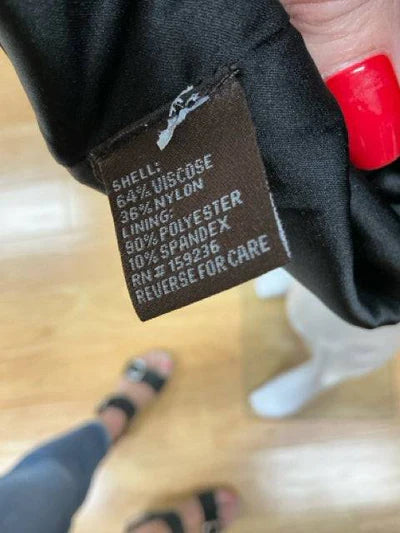 SHELL:
64% VISCOSE
36% NYLON
LINING:
90% POLYESTER
10% SPANDEX
RN# 159236
REVERSE FOR CARE